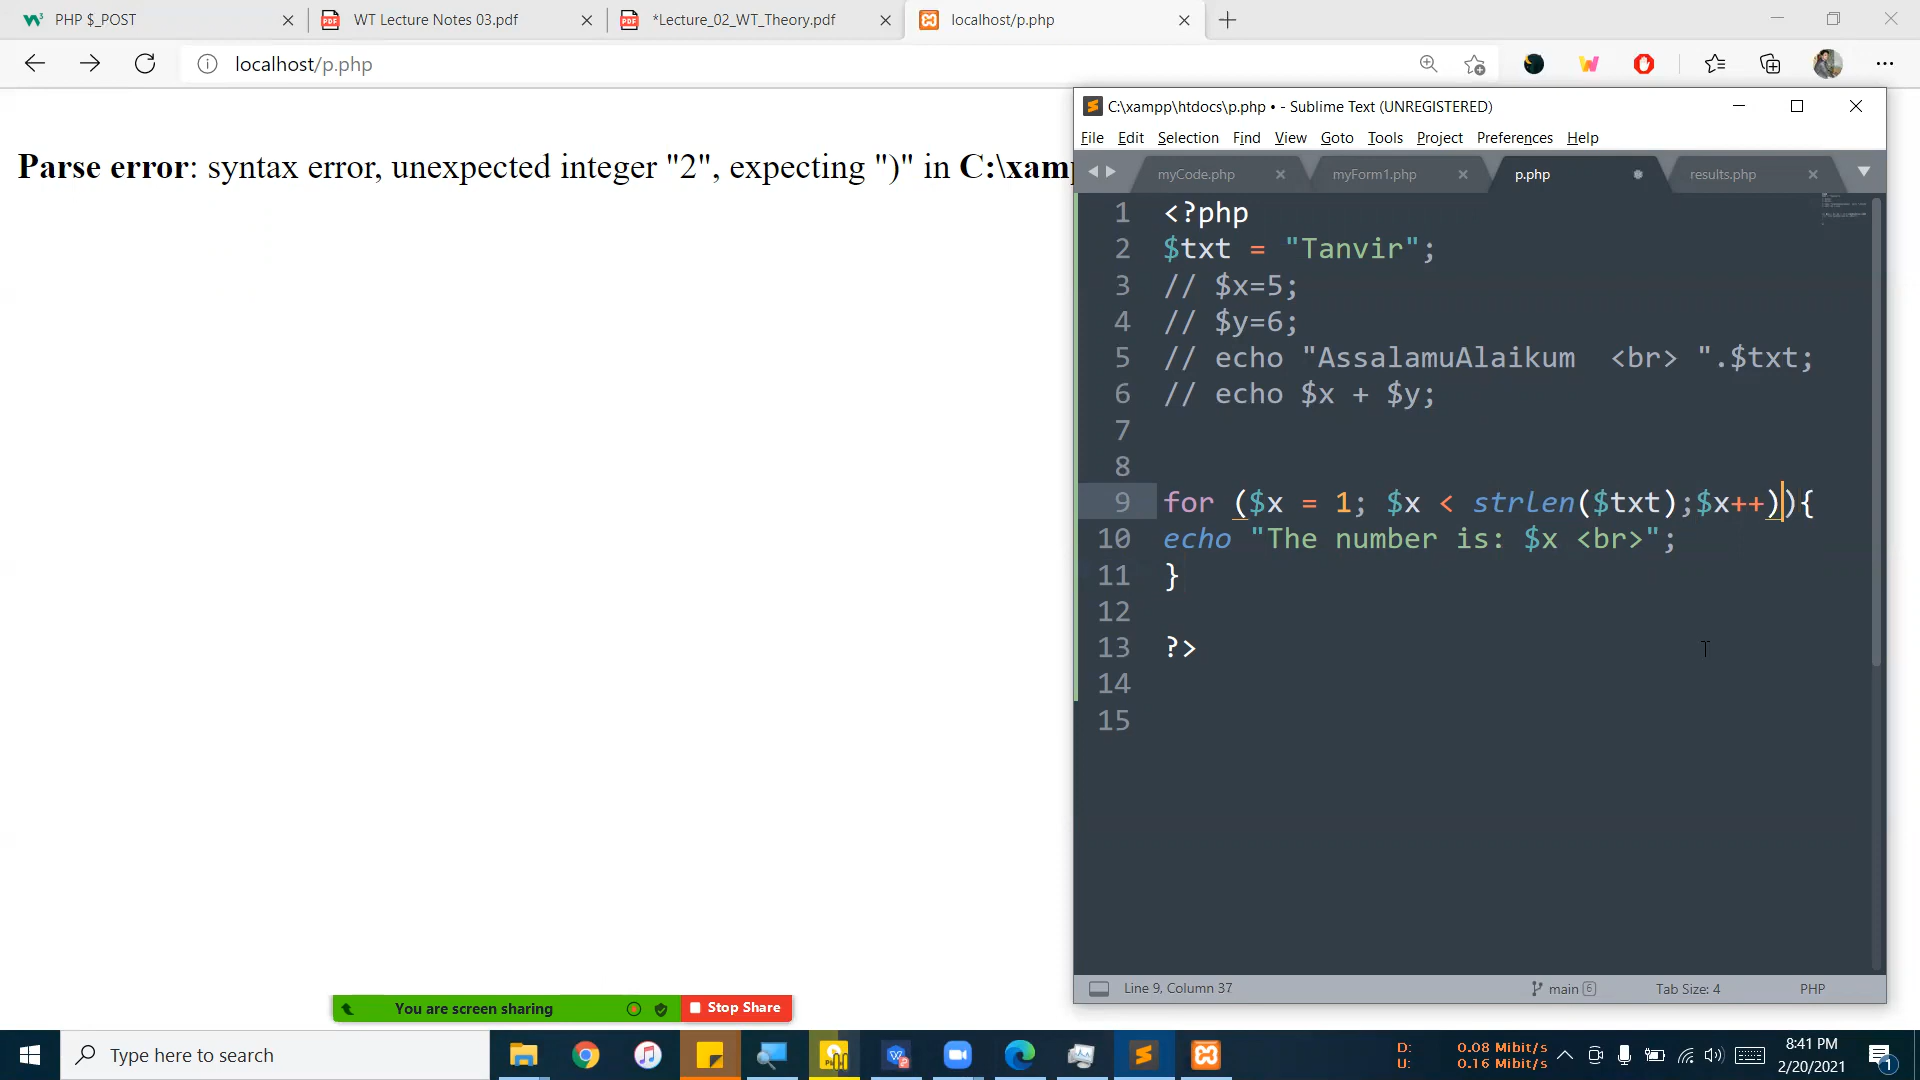 PHP $_POST
WT Lecture Notes 03.pdf
*Lecture_02_WT_Theory.pdf
localhost/p.php
localhost/p.php
Parse error: syntax error, unexpected integer "2", expecting ")" in C:\xamp
C:\xampp\htdocs\p.php • - Sublime Text (UNREGISTERED)
File Edit Selection Find View Goto Tools Project Preferences Help
myCode.php
myForm1.php
p.php
results.php
1 <?php
2 $txt = "Tanvir";
3 // $x=5;
4 // $y=6;
5 // echo "AssalamuAlaikum  <br> ".$txt;
6 // echo $x + $y;
7
8
9 for ($x = 1; $x < strlen($txt);$x++)){
10 echo "The number is: $x <br>";
11 }
12
13 ?>
14
15
Line 9, Column 37
main 6
Tab Size: 4
PHP
You are screen sharing
Stop Share
Type here to search
D: 0.08 Mibit/s
U: 0.16 Mibit/s
8:41 PM
2/20/2021
1